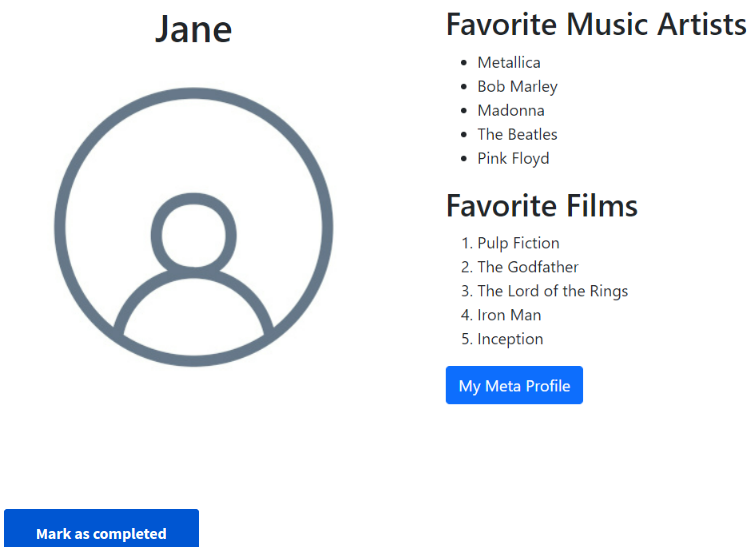 Jane
Favorite Music Artists
• Metallica
• Bob Marley
• Madonna
• The Beatles
• Pink Floyd
Favorite Films
1. Pulp Fiction
2. The Godfather
3. The Lord of the Rings
4. Iron Man
5. Inception
My Meta Profile
Mark as completed